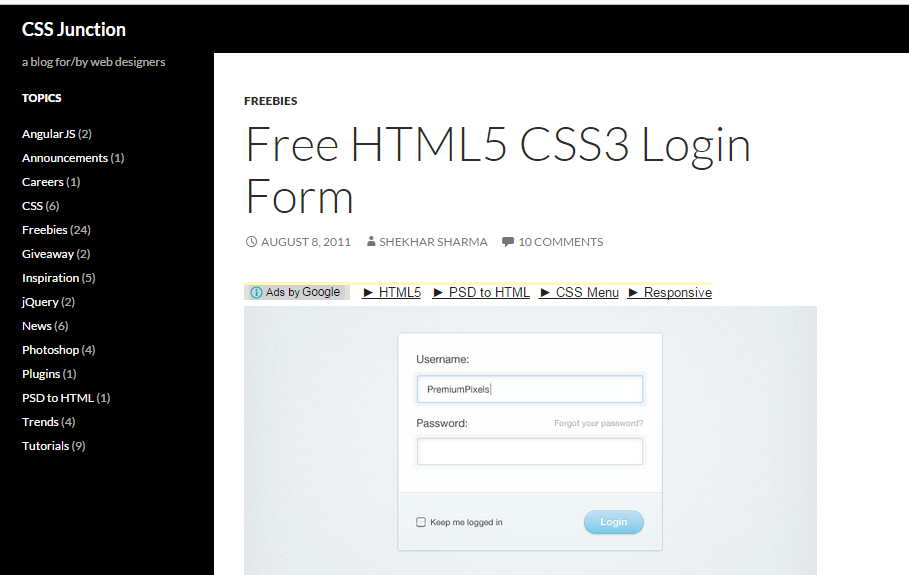 CSS Junction
a blog for/by web designers
TOPICS
AngularJS (2)
Announcements (1)
Careers (1)
CSS (6)
Freebies (24)
Giveaway (2)
Inspiration (5)
jQuery (2)
News (6)
Photoshop (4)
Plugins (1)
PSD to HTML (1)
Trends (4)
Tutorials (9)
FREEBIES
Free HTML5 CSS3 Login
Form
AUGUST 8, 2011 SHEKHAR SHARMA 10 COMMENTS
Ads by Google ► HTML5 ► PSD to HTML ► CSS Menu ► Responsive
Username:
PremiumPixels
Password: Forgot your password?
Keep me logged in Login